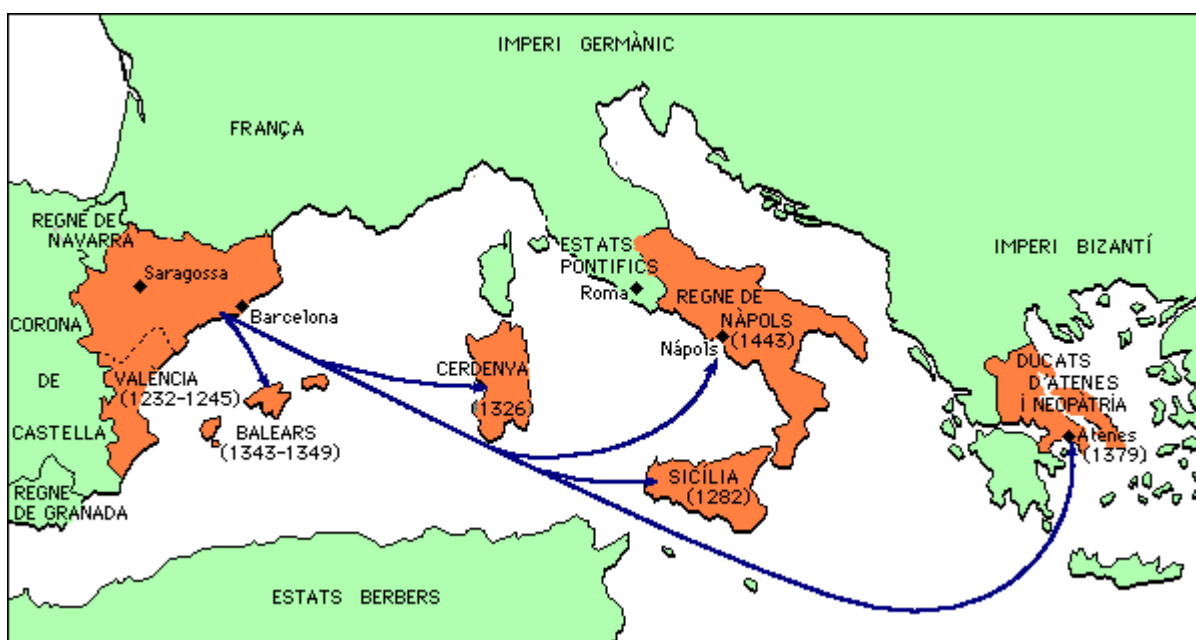 IMPERI GERMÀNIC
FRANÇA
REGNE DE
NAVARRA
Saragossa
Barcelona
CORONA
DE
CASTELLA
VALÈNCIA
(1232-1245)
BALEARS
(1343-1349)
REGNE
DE GRANADA
ESTATS BERBERS
CERDENYA
(1326)
ESTATS
PONTIFICS
Roma
REGNE DE
NÀPOLS
(1443)
Nápols
SICÍLIA
(1282)
IMPERI BIZANTÍ
DUCATS
D'ATENES
I NEOPATRIA
Atenes
(1379)